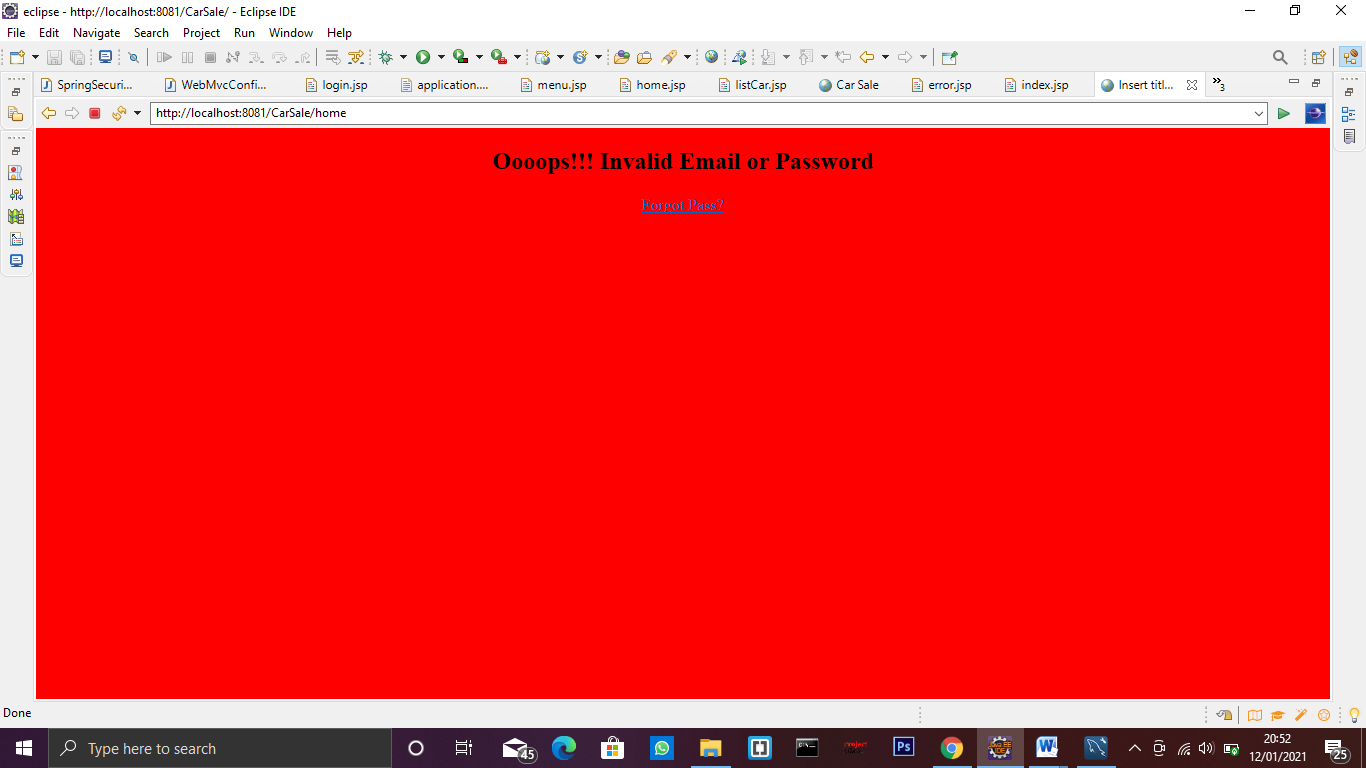 eclipse - http://localhost:8081/CarSale/ - Eclipse IDE
File Edit Navigate Search Project Run Window Help
SpringSecuri... WebMvcConfi... login.jsp application.... menu.jsp home.jsp listCar.jsp Car Sale error.jsp index.jsp Insert titl... »3
http://localhost:8081/CarSale/home
Oooops!!! Invalid Email or Password
Forgot Pass?
Done
Type here to search
45
Ps
20:52
12/01/2021
25